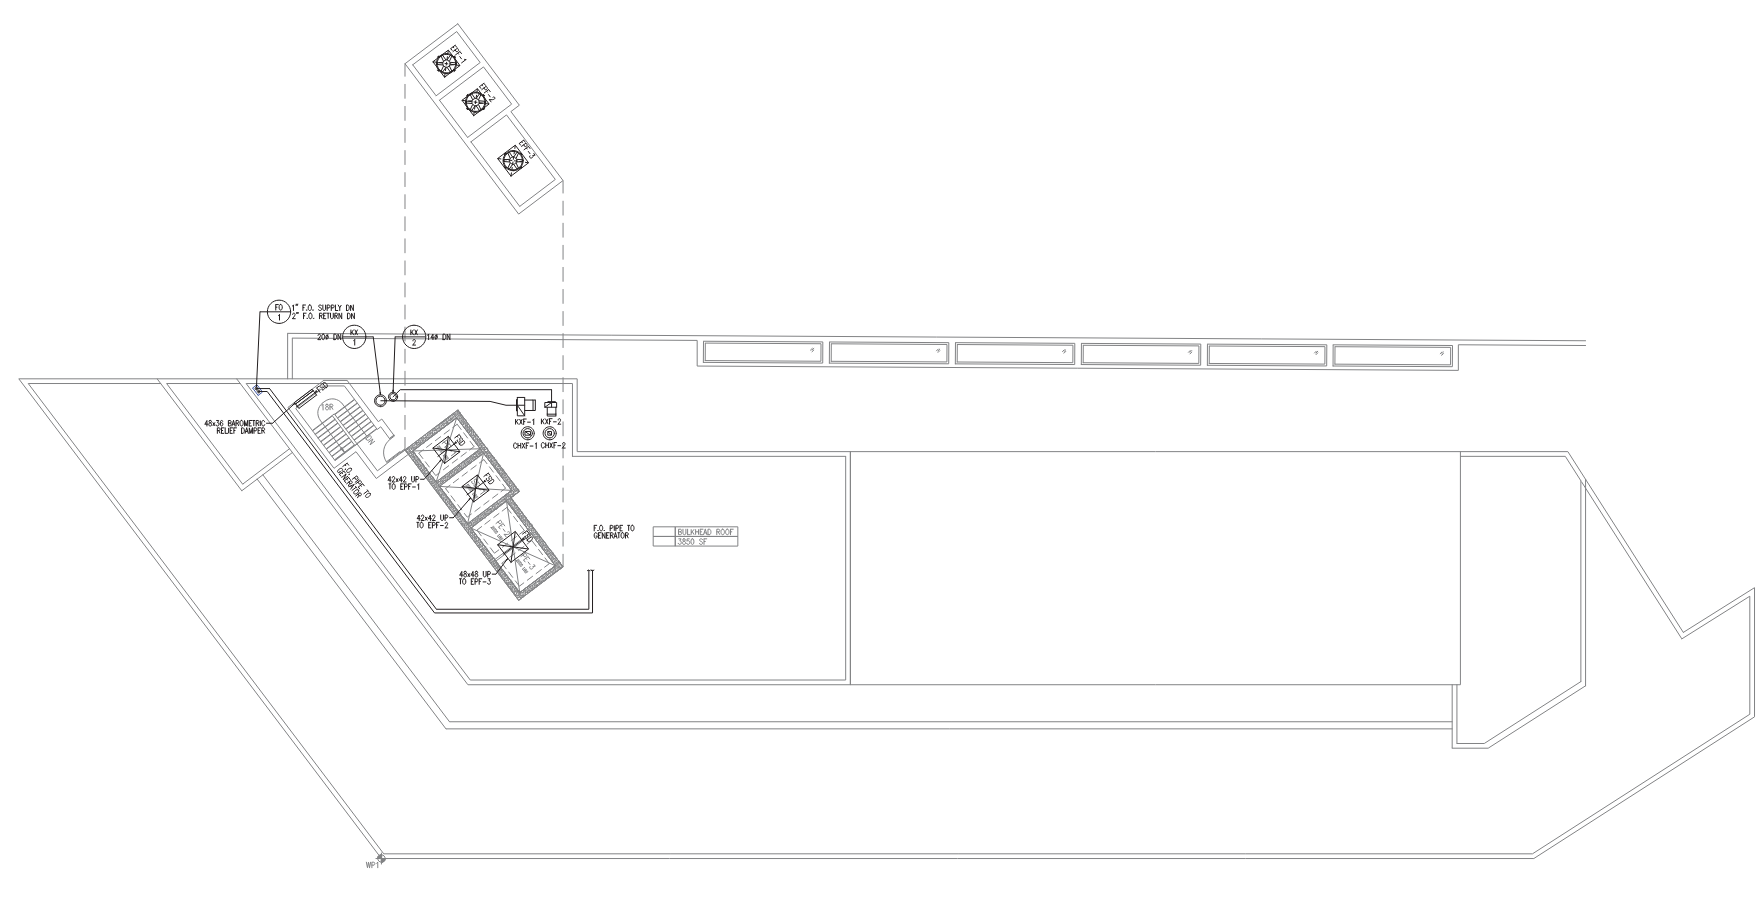 EPF-1
EPF-2
EPF-3
FO
1
1" F.O. SUPPLY DN
2" F.O. RETURN DN
20ø DN
KX
1
KX
2
14ø DN
FSD
18R
DN
48x36 BAROMETRIC
RELIEF DAMPER
KXF-1
KXF-2
CHXF-1
CHXF-2
FSD
F.O. PIPE TO
GENERATOR
42x42 UP
TO EPF-1
FSD
42x42 UP
TO EPF-2
F.O. PIPE TO
GENERATOR
BULKHEAD ROOF
3850 SF
48x48 UP
TO EPF-3
WP1